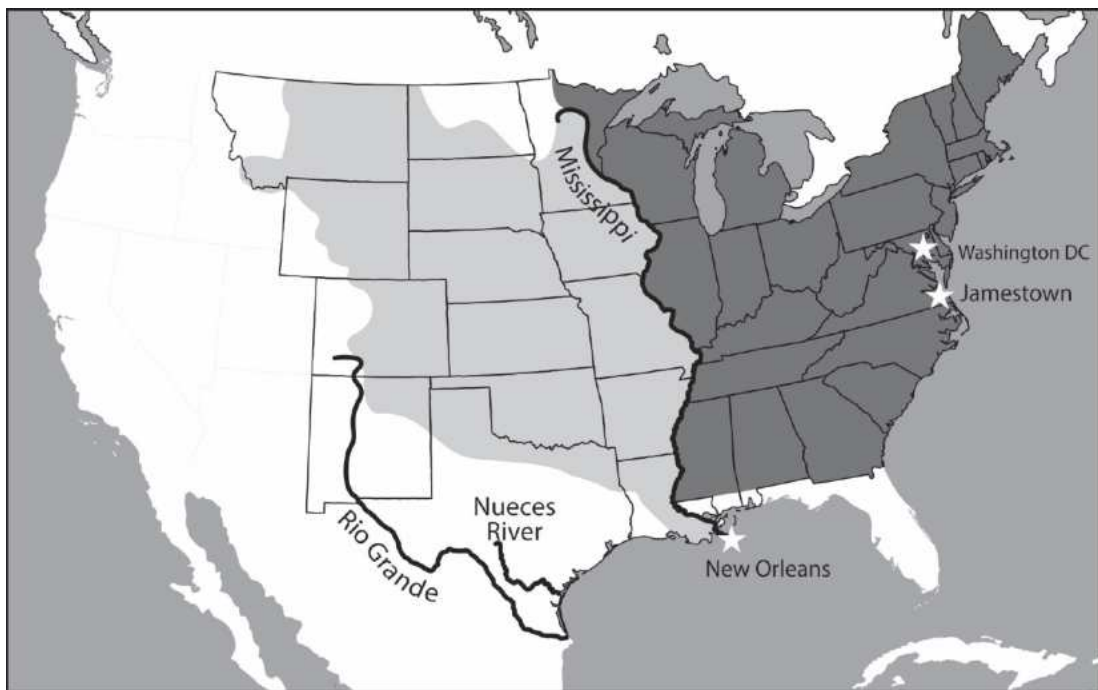 Mississippi
Washington DC
Jamestown
Nueces
River
Rio Grande
New Orleans